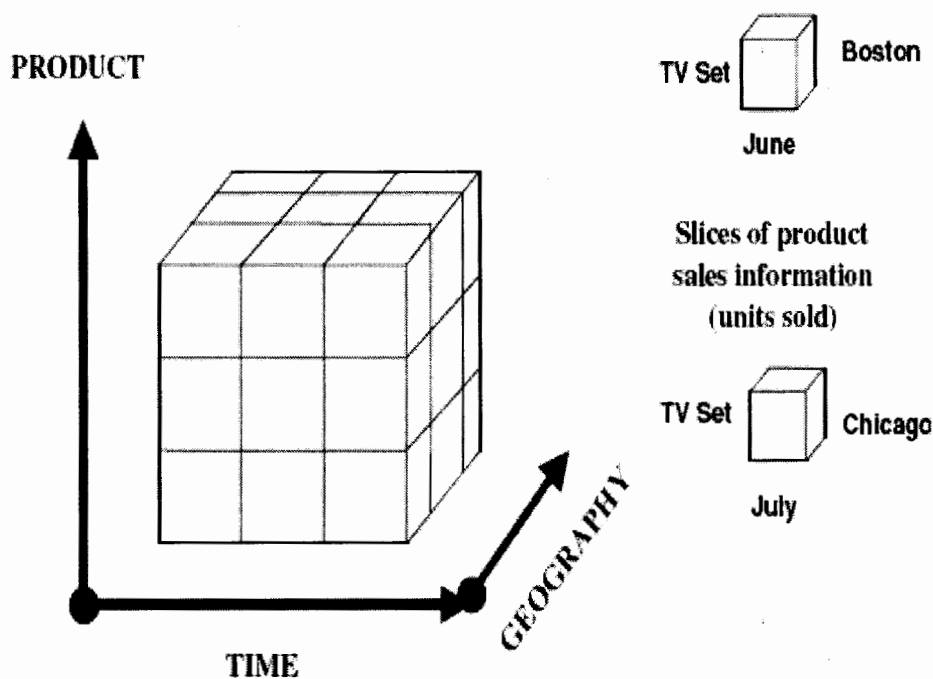 PRODUCT
TV Set
Boston
June
Slices of product
sales information
(units sold)
TV Set
Chicago
July
GEOGRAPHY
TIME